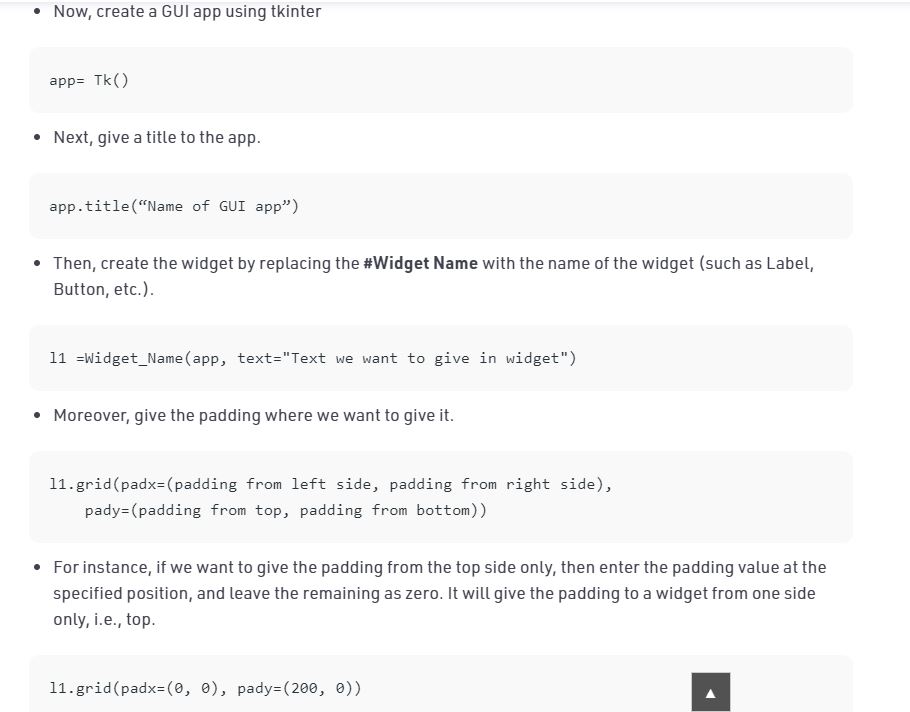 • Now, create a GUI app using tkinter
app= Tk()
• Next, give a title to the app.
app.title(“Name of GUI app”)
• Then, create the widget by replacing the #Widget Name with the name of the widget (such as Label,
Button, etc.).
l1 =Widget_Name(app, text="Text we want to give in widget")
• Moreover, give the padding where we want to give it.
l1.grid(padx=(padding from left side, padding from right side),
    pady=(padding from top, padding from bottom))
• For instance, if we want to give the padding from the top side only, then enter the padding value at the
specified position, and leave the remaining as zero. It will give the padding to a widget from one side
only, i.e., top.
l1.grid(padx=(0, 0), pady=(200, 0))